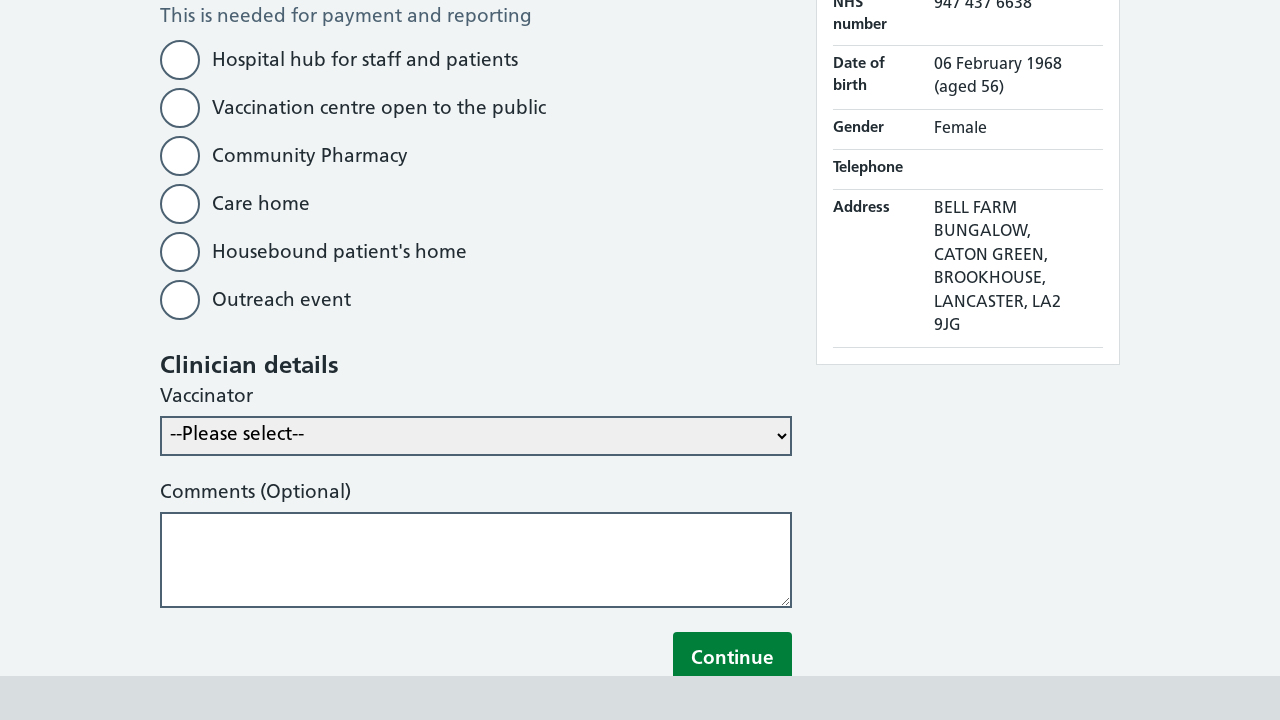 This is needed for payment and reporting
Hospital hub for staff and patients
Vaccination centre open to the public
Community Pharmacy
Care home
Housebound patient's home
Outreach event
Clinician details
Vaccinator
--Please select--
Comments (Optional)
Continue
NHS 947 437 6638
number
Date of 06 February 1968
birth (aged 56)
Gender Female
Telephone
Address BELL FARM
BUNGALOW,
CATON GREEN,
BROOKHOUSE,
LANCASTER, LA2
9JG